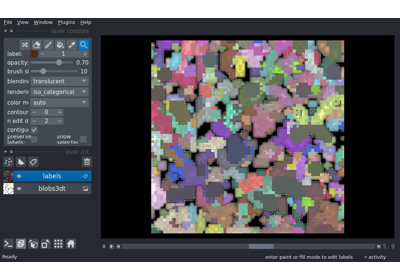 File View Window Plugins Help
layer controls
label: 1
opacity: 0.70
brush si 10
blending translucent
renderin iso_categorical
color m auto
contour 0
n edit d 2
contigu
preserve labels show selected
layer list
labels
blobs3dt
5 9
Ready
enter paint or fill mode to edit labels
activity